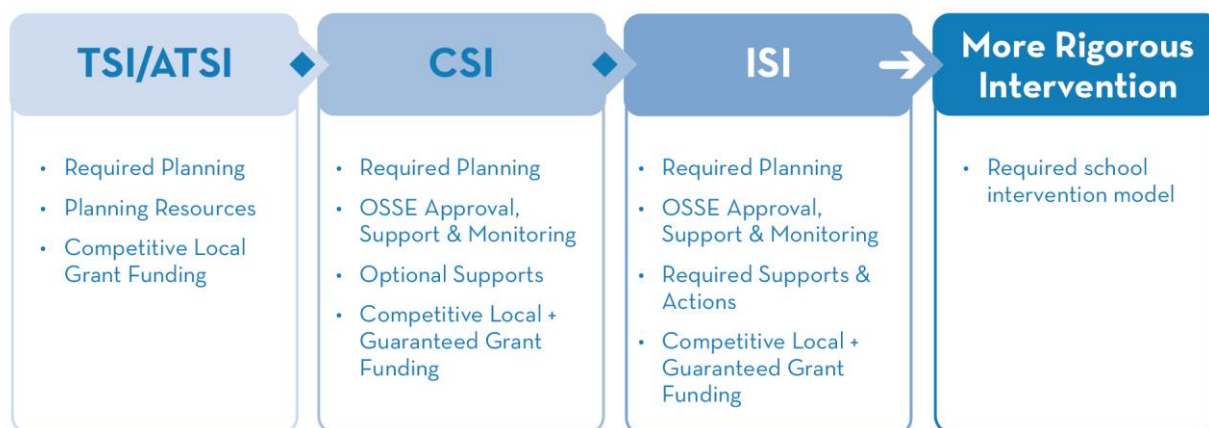 TSI/ATSI
• Required Planning
• Planning Resources
• Competitive Local
Grant Funding
CSI
• Required Planning
• OSSE Approval,
Support & Monitoring
• Optional Supports
• Competitive Local +
Guaranteed Grant
Funding
ISI
• Required Planning
• OSSE Approval,
Support & Monitoring
• Required Supports &
Actions
• Competitive Local +
Guaranteed Grant
Funding
More Rigorous
Intervention
• Required school
intervention model